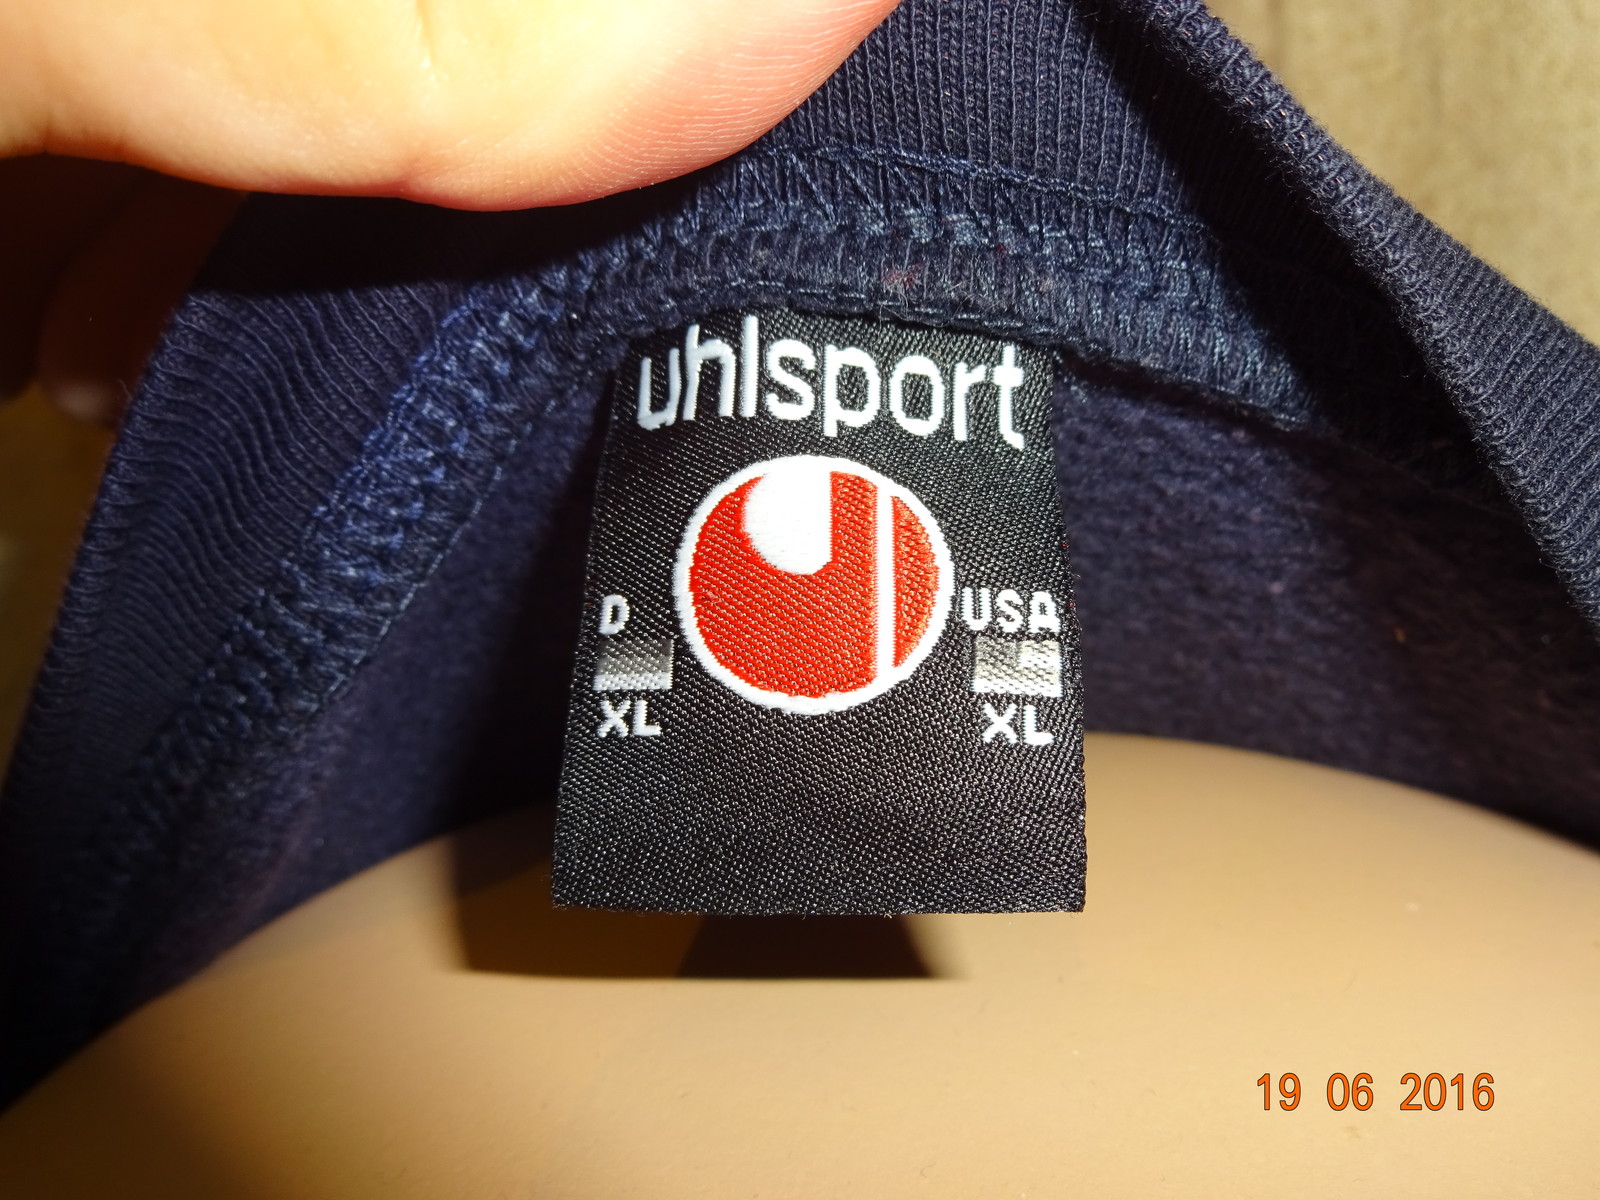 uhlsport
D USA
XL XL
19 06 2016